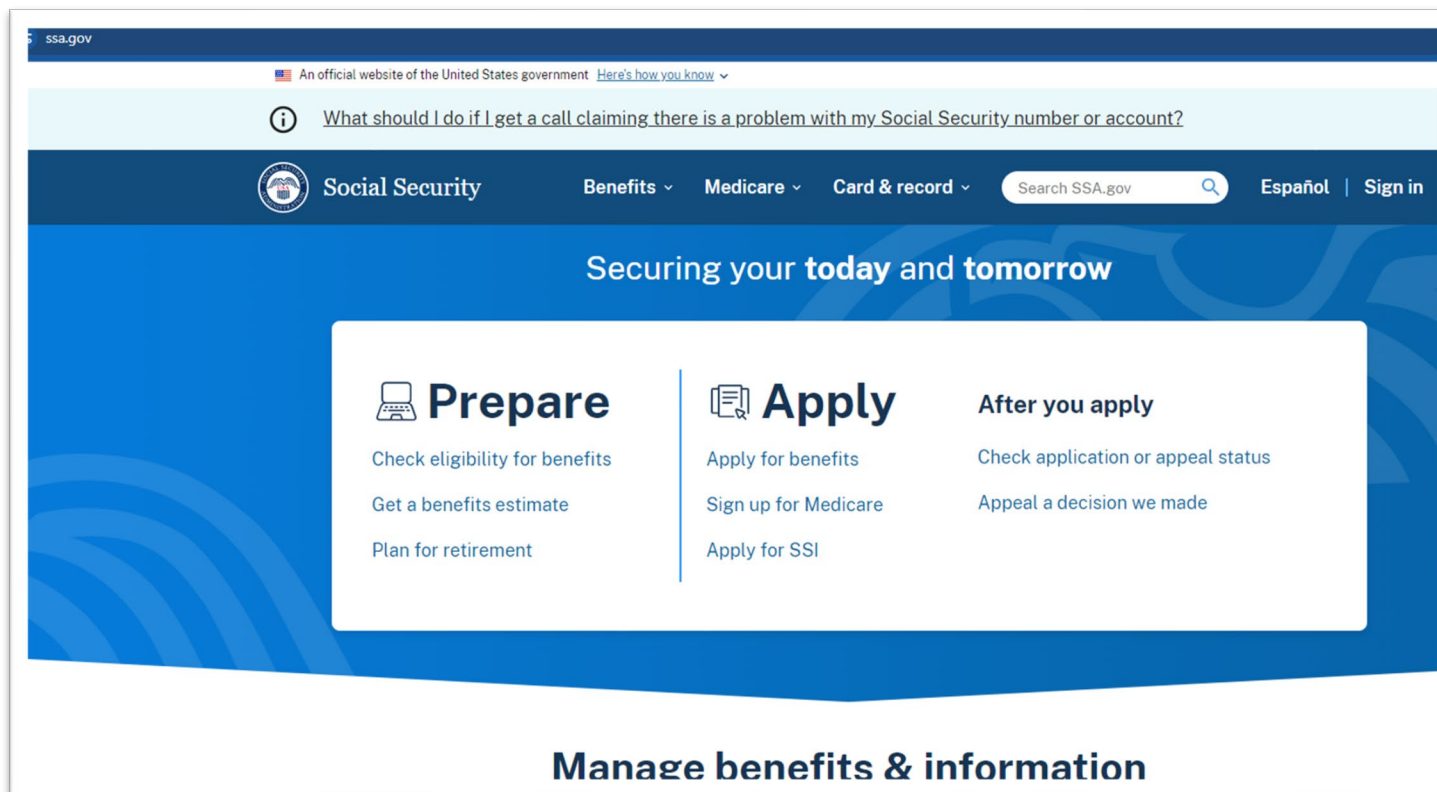 ssa.gov
An official website of the United States government Here's how you know
What should I do if I get a call claiming there is a problem with my Social Security number or account?
Social Security
Benefits
Medicare
Card & record
Search SSA.gov
Español | Sign in
Securing your today and tomorrow
Prepare
Check eligibility for benefits
Get a benefits estimate
Plan for retirement
Apply
Apply for benefits
Sign up for Medicare
Apply for SSI
After you apply
Check application or appeal status
Appeal a decision we made
Manage benefits & information